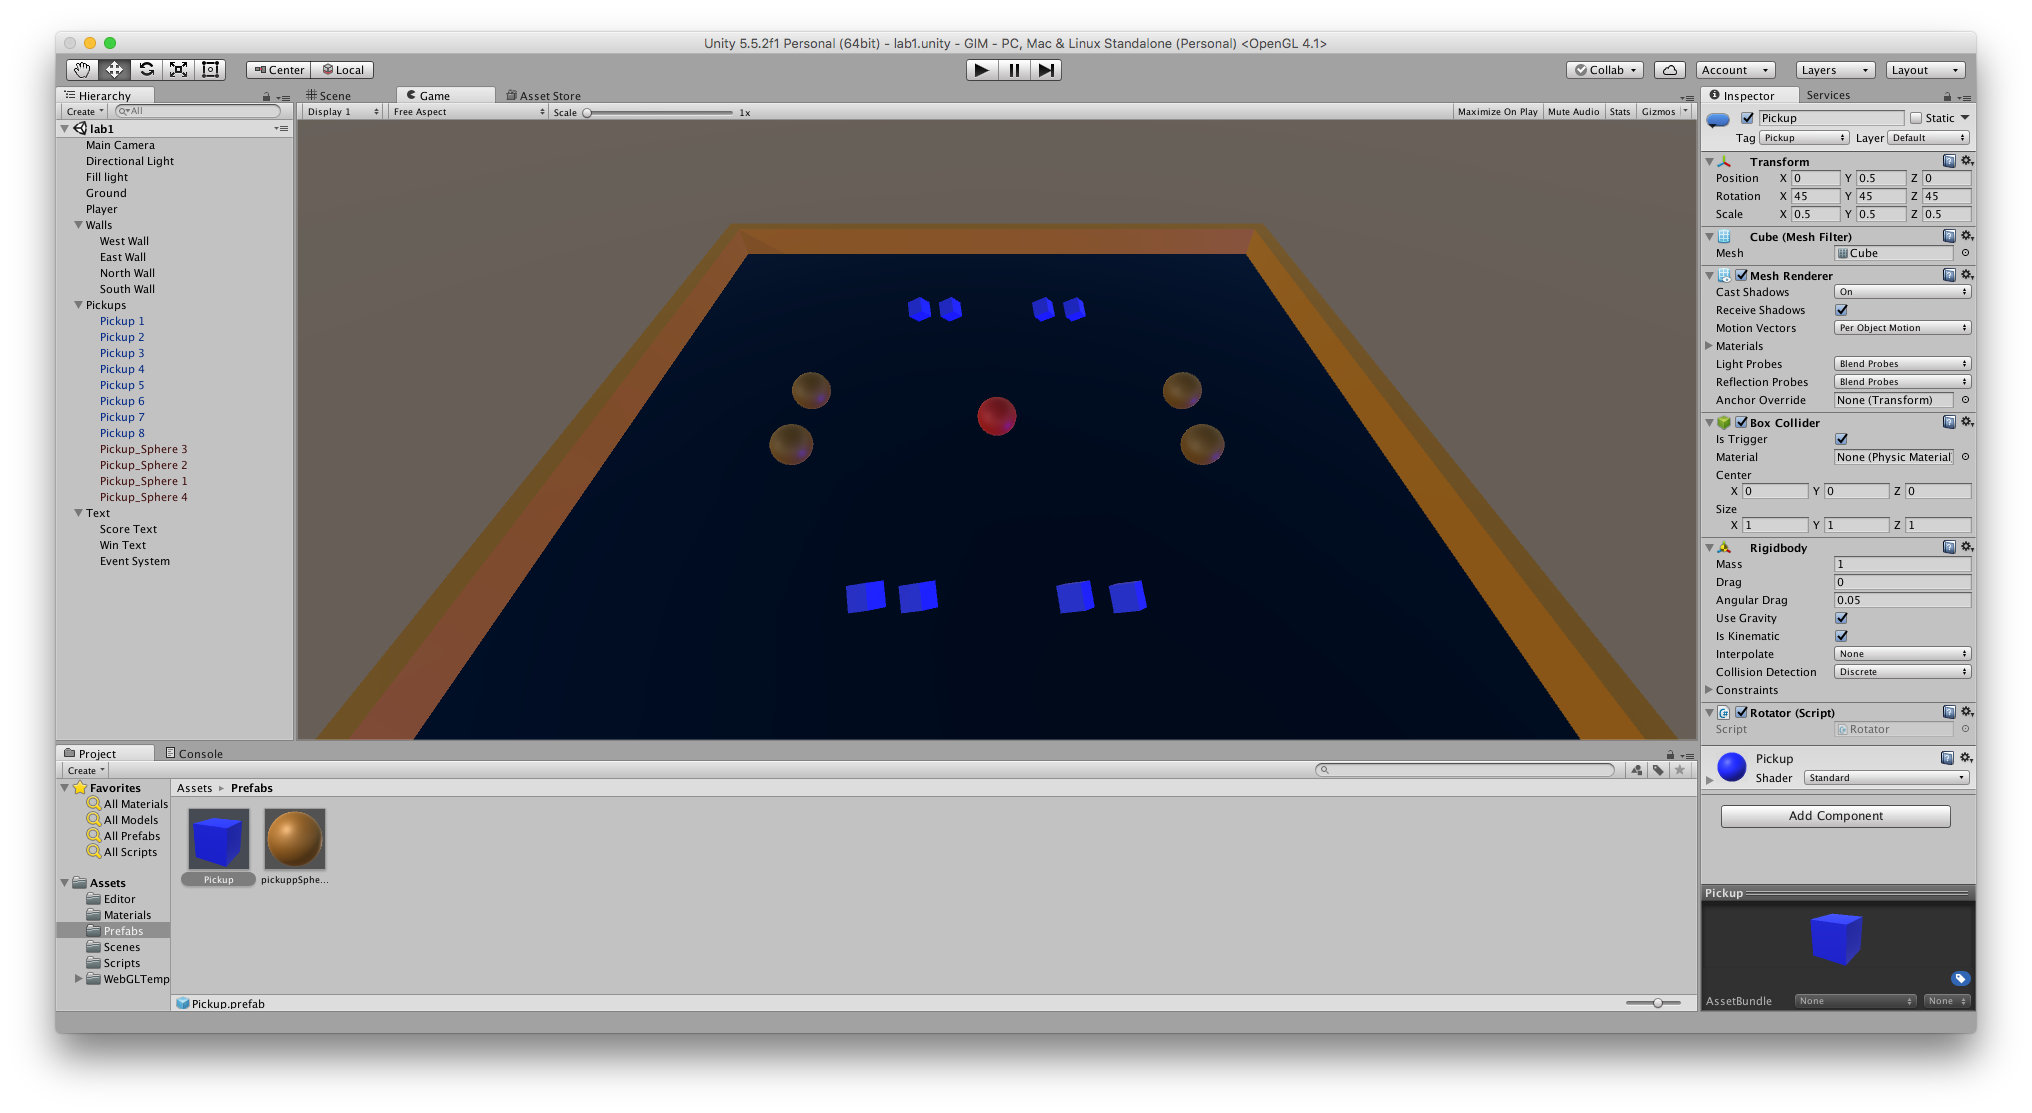 Unity 5.5.2f1 Personal (64bit) - lab1.unity - GIM - PC, Mac & Linux Standalone (Personal) <OpenGL 4.1>
Center Local
Collab Account Layers Layout
Hierarchy
Create All
lab1
Main Camera
Directional Light
Fill light
Ground
Player
Walls
West Wall
East Wall
North Wall
South Wall
Pickups
Pickup 1
Pickup 2
Pickup 3
Pickup 4
Pickup 5
Pickup 6
Pickup 7
Pickup 8
Pickup_Sphere 3
Pickup_Sphere 2
Pickup_Sphere 1
Pickup_Sphere 4
Text
Score Text
Win Text
Event System
Scene Game Asset Store
Display 1 Free Aspect Scale 1x Maximize On Play Mute Audio Stats Gizmos
Inspector Services
Pickup Static
Tag Pickup Layer Default
Transform
Position X 0 Y 0.5 Z 0
Rotation X 45 Y 45 Z 45
Scale X 0.5 Y 0.5 Z 0.5
Cube (Mesh Filter)
Mesh Cube
Mesh Renderer
Cast Shadows On
Receive Shadows
Motion Vectors Per Object Motion
Materials
Light Probes Blend Probes
Reflection Probes Blend Probes
Anchor Override None (Transform)
Box Collider
Is Trigger
Material None (Physic Material)
Center
X 0 Y 0 Z 0
Size
X 1 Y 1 Z 1
Rigidbody
Mass 1
Drag 0
Angular Drag 0.05
Use Gravity
Is Kinematic
Interpolate None
Collision Detection Discrete
Constraints
Rotator (Script)
Script Rotator
Pickup
Shader Standard
Add Component
Pickup
AssetBundle None None
Project Console
Create
Favorites
All Materials
All Models
All Prefabs
All Scripts
Assets
Editor
Materials
Prefabs
Scenes
Scripts
WebGLTemp
Assets Prefabs
Pickup pickuppSphe...
Pickup.prefab